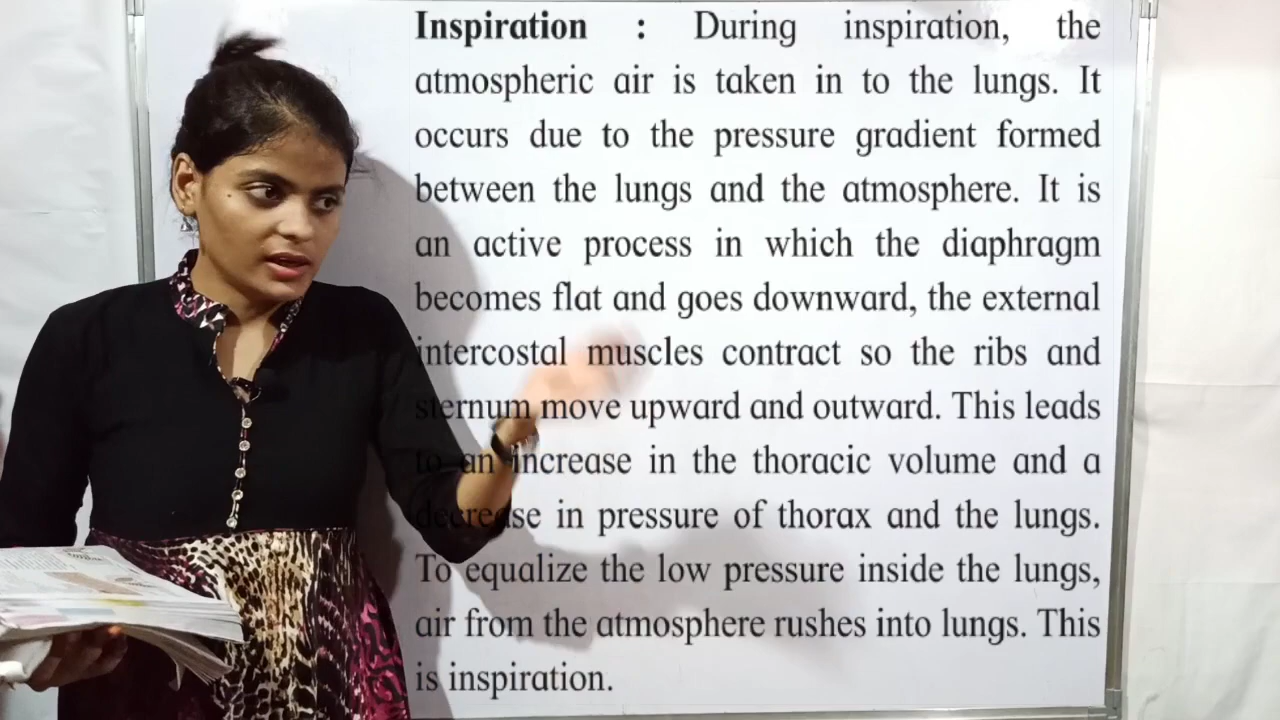 Inspiration : During inspiration, the
atmospheric air is taken in to the lungs. It
occurs due to the pressure gradient formed
between the lungs and the atmosphere. It is
an active process in which the diaphragm
becomes flat and goes downward, the external
intercostal muscles contract so the ribs and
sternum move upward and outward. This leads
to an increase in the thoracic volume and a
decrease in pressure of thorax and the lungs.
To equalize the low pressure inside the lungs,
air from the atmosphere rushes into lungs. This
is inspiration.